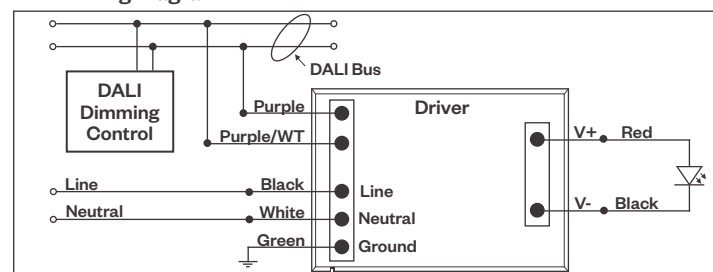 DALI Bus
DALI
Dimming
Control
Driver
Purple
Purple/WT
V+ Red
Line Black Line
Neutral White Neutral
V- Black
Green Ground